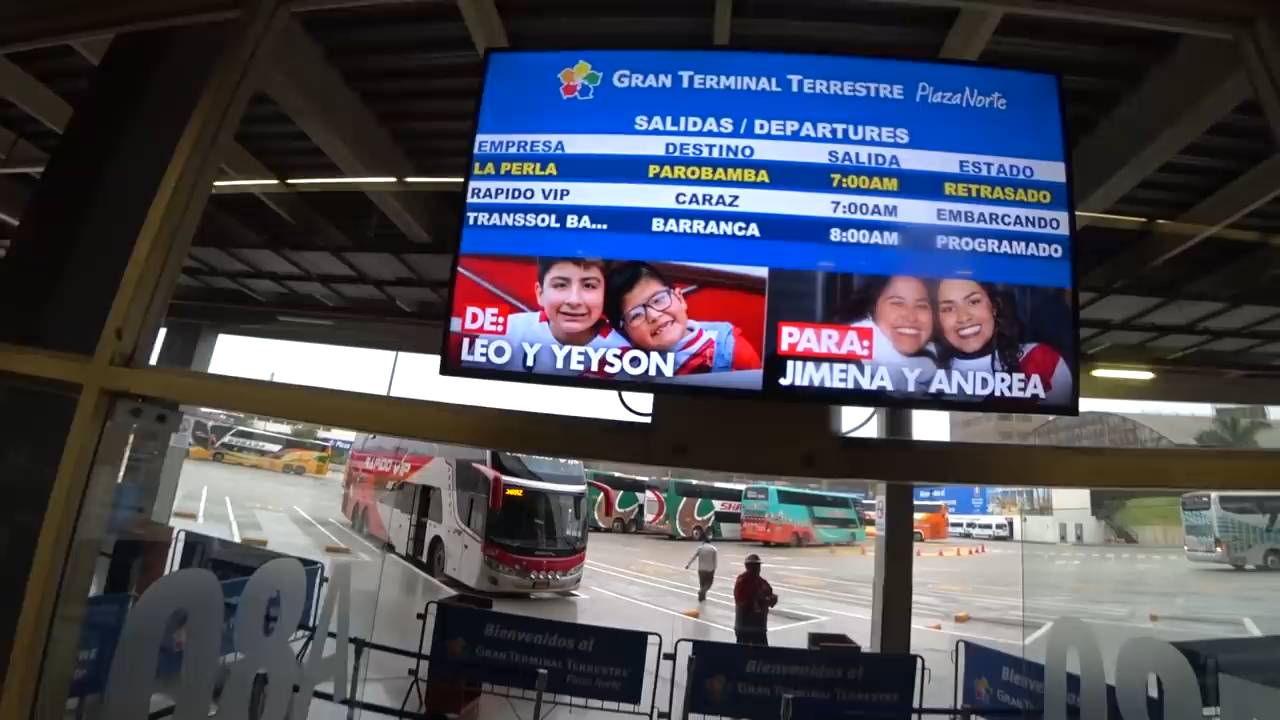 GRAN TERMINAL TERRESTRE PlazaNorte
SALIDAS / DEPARTURES
EMPRESA DESTINO SALIDA ESTADO
LA PERLA PAROBAMBA 7:00AM RETRASADO
RAPIDO VIP CARAZ 7:00AM EMBARCANDO
TRANSSOL BA... BARRANCA 8:00AM PROGRAMADO
DE:
LEO Y YEYSON
PARA:
JIMENA Y ANDREA
RAPIDO VIP
Bienvenidos al
GRAN TERMINAL TERRESTRE
Plaza Norte
Bienvenidos al
GRAN TERMINAL TERRESTRE
GRAN TERMINAL